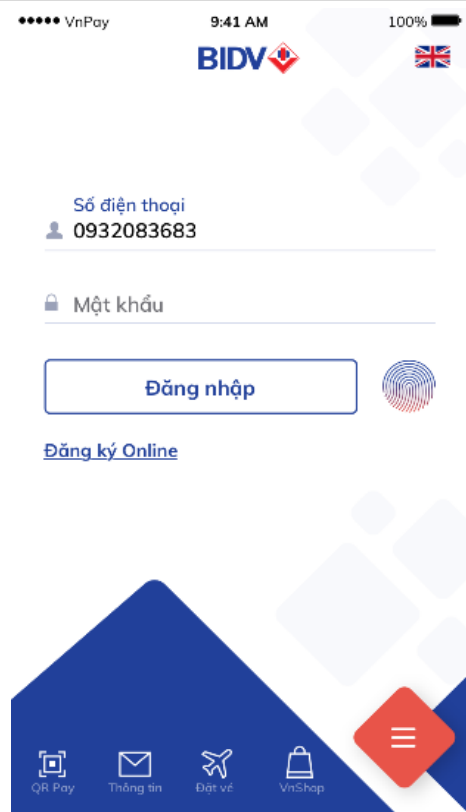 VnPay 9:41 AM 100%
BIDV
Số điện thoại
0932083683
Mật khẩu
Đăng nhập
Đăng ký Online
QR Pay Thông tin Đặt vé VnShop